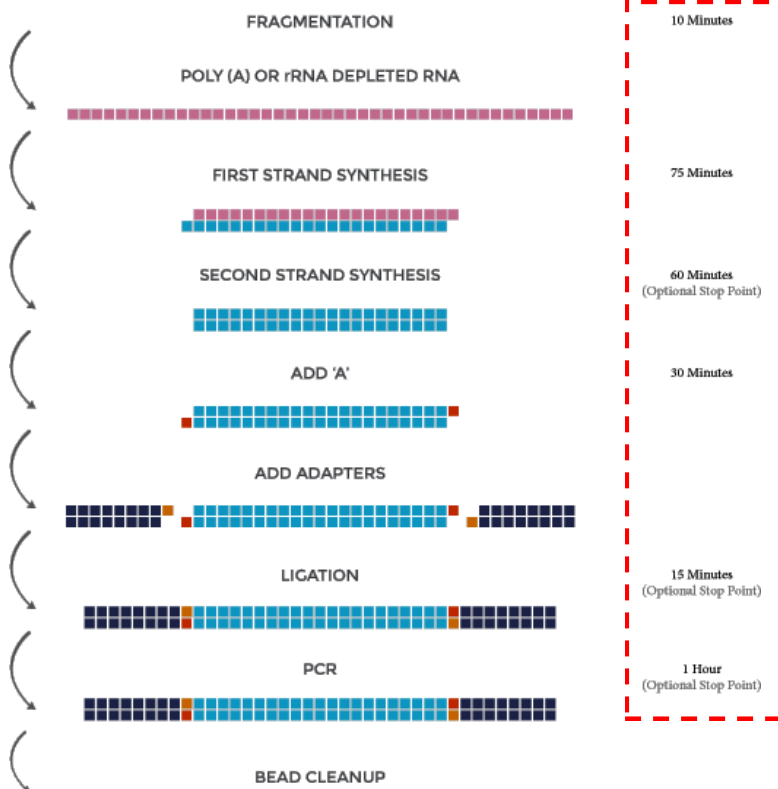 FRAGMENTATION
10 Minutes
POLY (A) OR rRNA DEPLETED RNA
FIRST STRAND SYNTHESIS
75 Minutes
SECOND STRAND SYNTHESIS
60 Minutes
(Optional Stop Point)
ADD ‘A’
30 Minutes
ADD ADAPTERS
LIGATION
15 Minutes
(Optional Stop Point)
PCR
1 Hour
(Optional Stop Point)
BEAD CLEANUP